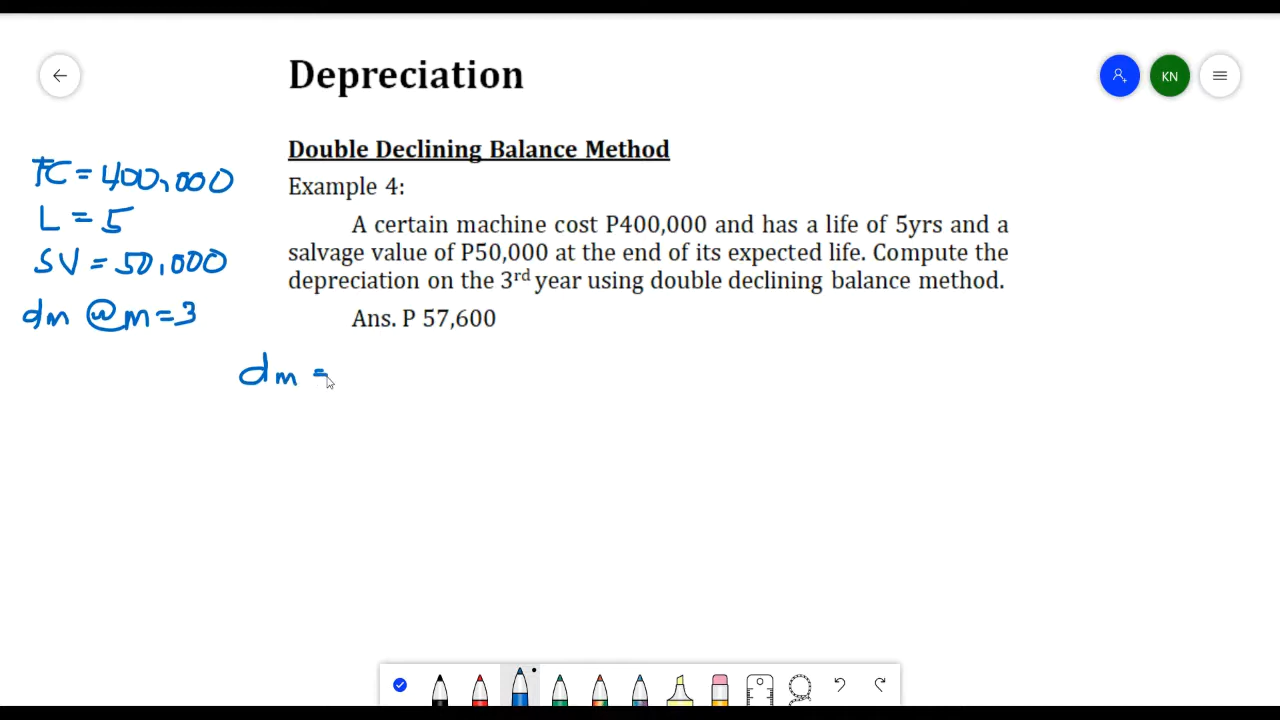 Depreciation
KN
Double Declining Balance Method
Example 4:
A certain machine cost P400,000 and has a life of 5yrs and a
salvage value of P50,000 at the end of its expected life. Compute the
depreciation on the 3rd year using double declining balance method.
Ans. P 57,600
FC = 400,000
L = 5
SV = 50,000
dm @ m = 3
dm =